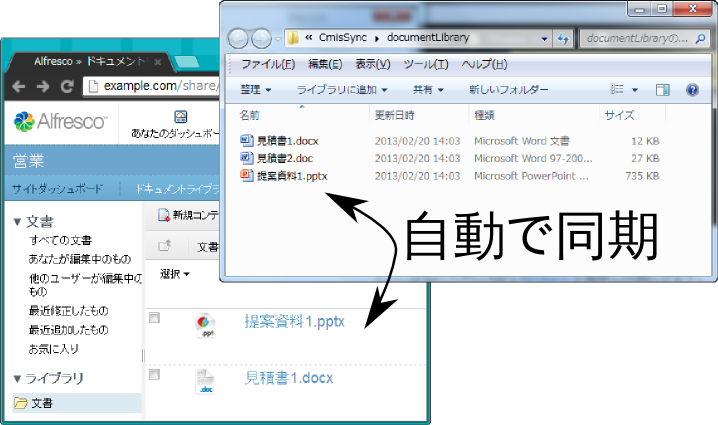 « CmisSync ▸ documentLibrary
documentLibraryの...
ファイル(F) 編集(E) 表示(V) ツール(T) ヘルプ(H)
整理 ライブラリに追加 共有 新しいフォルダー
名前 更新日時 種類 サイズ
見積書1.docx 2013/02/20 14:03 Microsoft Word 文書 12 KB
見積書2.doc 2013/02/20 14:03 Microsoft Word 97-200... 27 KB
提案資料1.pptx 2013/02/20 14:03 Microsoft PowerPoint ... 735 KB
自動で同期
Alfresco » ドキュメント
example.com/share/
Alfresco™
あなたのダッシュボー
営業
サイトダッシュボード ドキュメントライブラ
文書
すべての文書
あなたが編集中のもの
他のユーザーが編集中の
もの
最近修正したもの
最近追加したもの
お気に入り
ライブラリ
文書
新規コンテ
文書
選択
.ppt
提案資料1.pptx
.doc
見積書1.docx